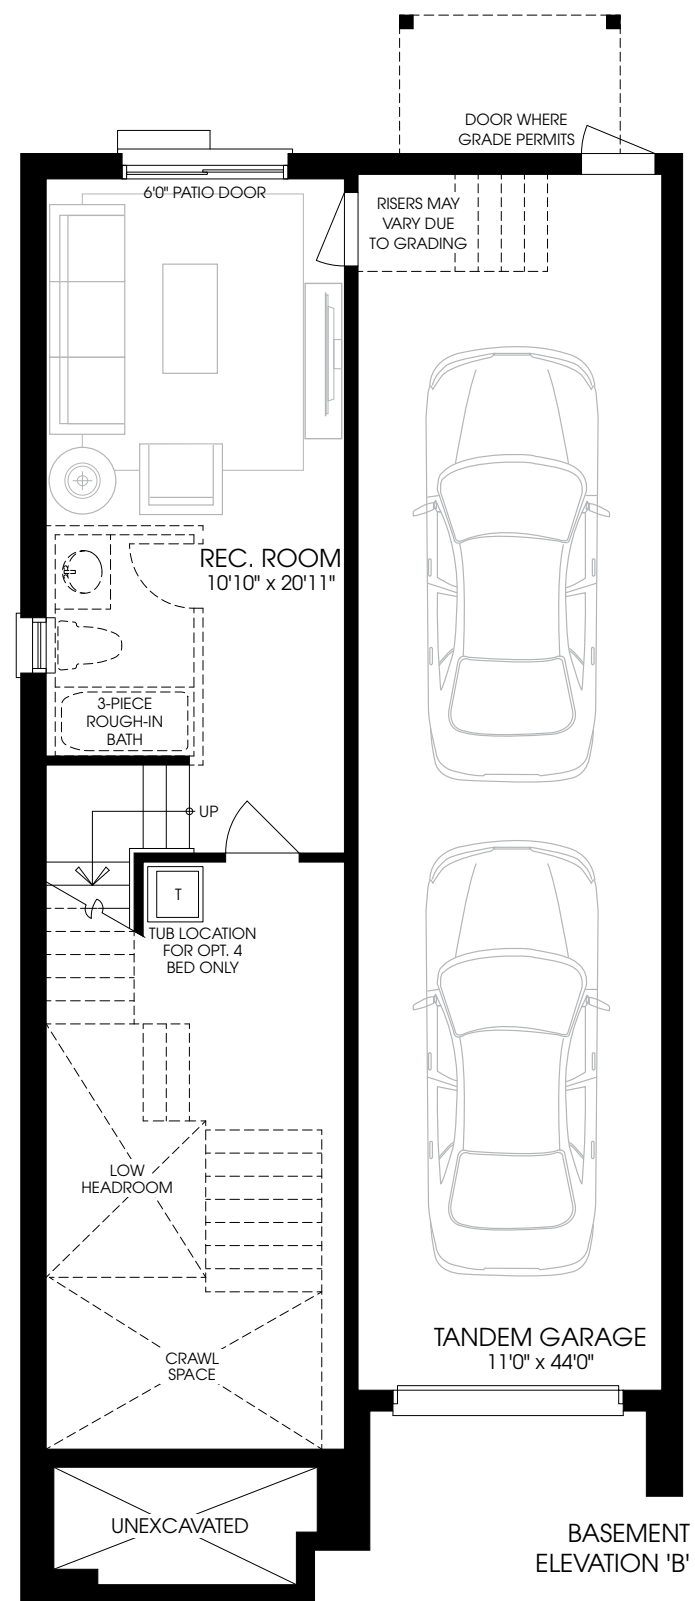 DOOR WHERE
GRADE PERMITS
6'0" PATIO DOOR
RISERS MAY
VARY DUE
TO GRADING
REC. ROOM
10'10" x 20'11"
3-PIECE
ROUGH-IN
BATH
UP
T
TUB LOCATION
FOR OPT. 4
BED ONLY
LOW
HEADROOM
CRAWL
SPACE
TANDEM GARAGE
11'0" x 44'0"
UNEXCAVATED
BASEMENT
ELEVATION 'B'